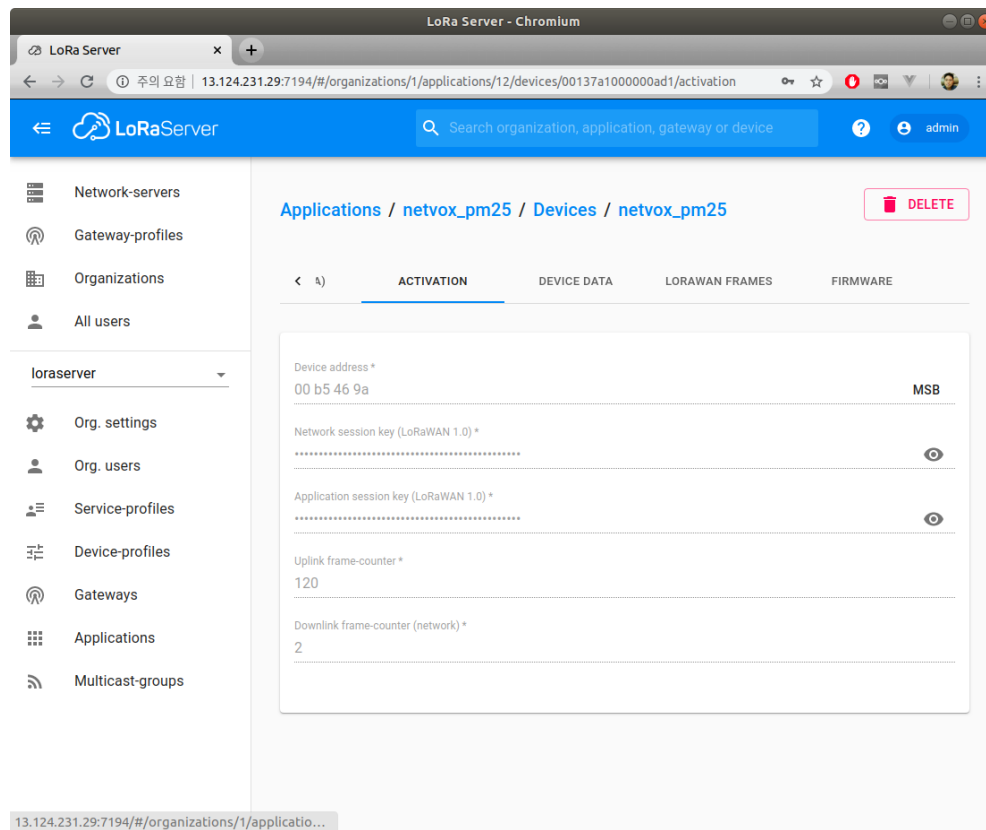 LoRa Server - Chromium
LoRa Server × +
주의 요함 | 13.124.231.29:7194/#/organizations/1/applications/12/devices/00137a1000000ad1/activation
LoRaServer Search organization, application, gateway or device ? admin
Network-servers
Gateway-profiles
Organizations
All users
loraserver
Org. settings
Org. users
Service-profiles
Device-profiles
Gateways
Applications
Multicast-groups
Applications / netvox_pm25 / Devices / netvox_pm25 DELETE
ACTIVATION DEVICE DATA LORAWAN FRAMES FIRMWARE
Device address *
00 b5 46 9a MSB
Network session key (LoRaWAN 1.0) *
••••••••••••••••••••••••••••••••••••••••••••••••
Application session key (LoRaWAN 1.0) *
••••••••••••••••••••••••••••••••••••••••••••••••
Uplink frame-counter *
120
Downlink frame-counter (network) *
2
13.124.231.29:7194/#/organizations/1/applicatio...